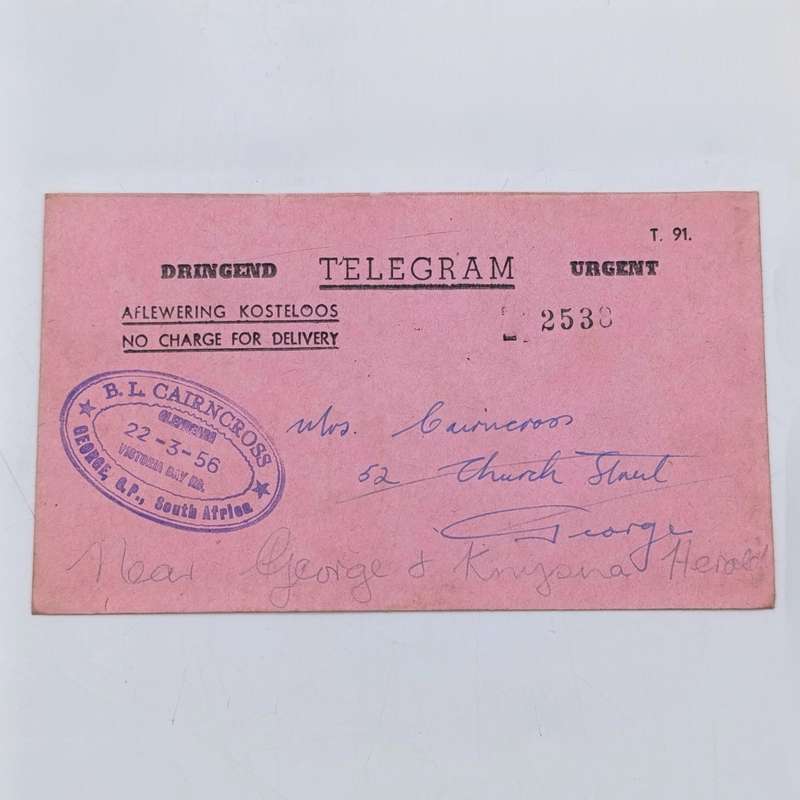 T. 91.
DRINGEND TELEGRAM URGENT
AFLEWERING KOSTELOOS
NO CHARGE FOR DELIVERY
2538
B. L. CAIRNCROSS
22-3-56
VICTORIA BAY RD.
GEORGE, C.P., South Africa
Mrs. Cairncross
52 Church Street
George
Near George & Knysna Herald